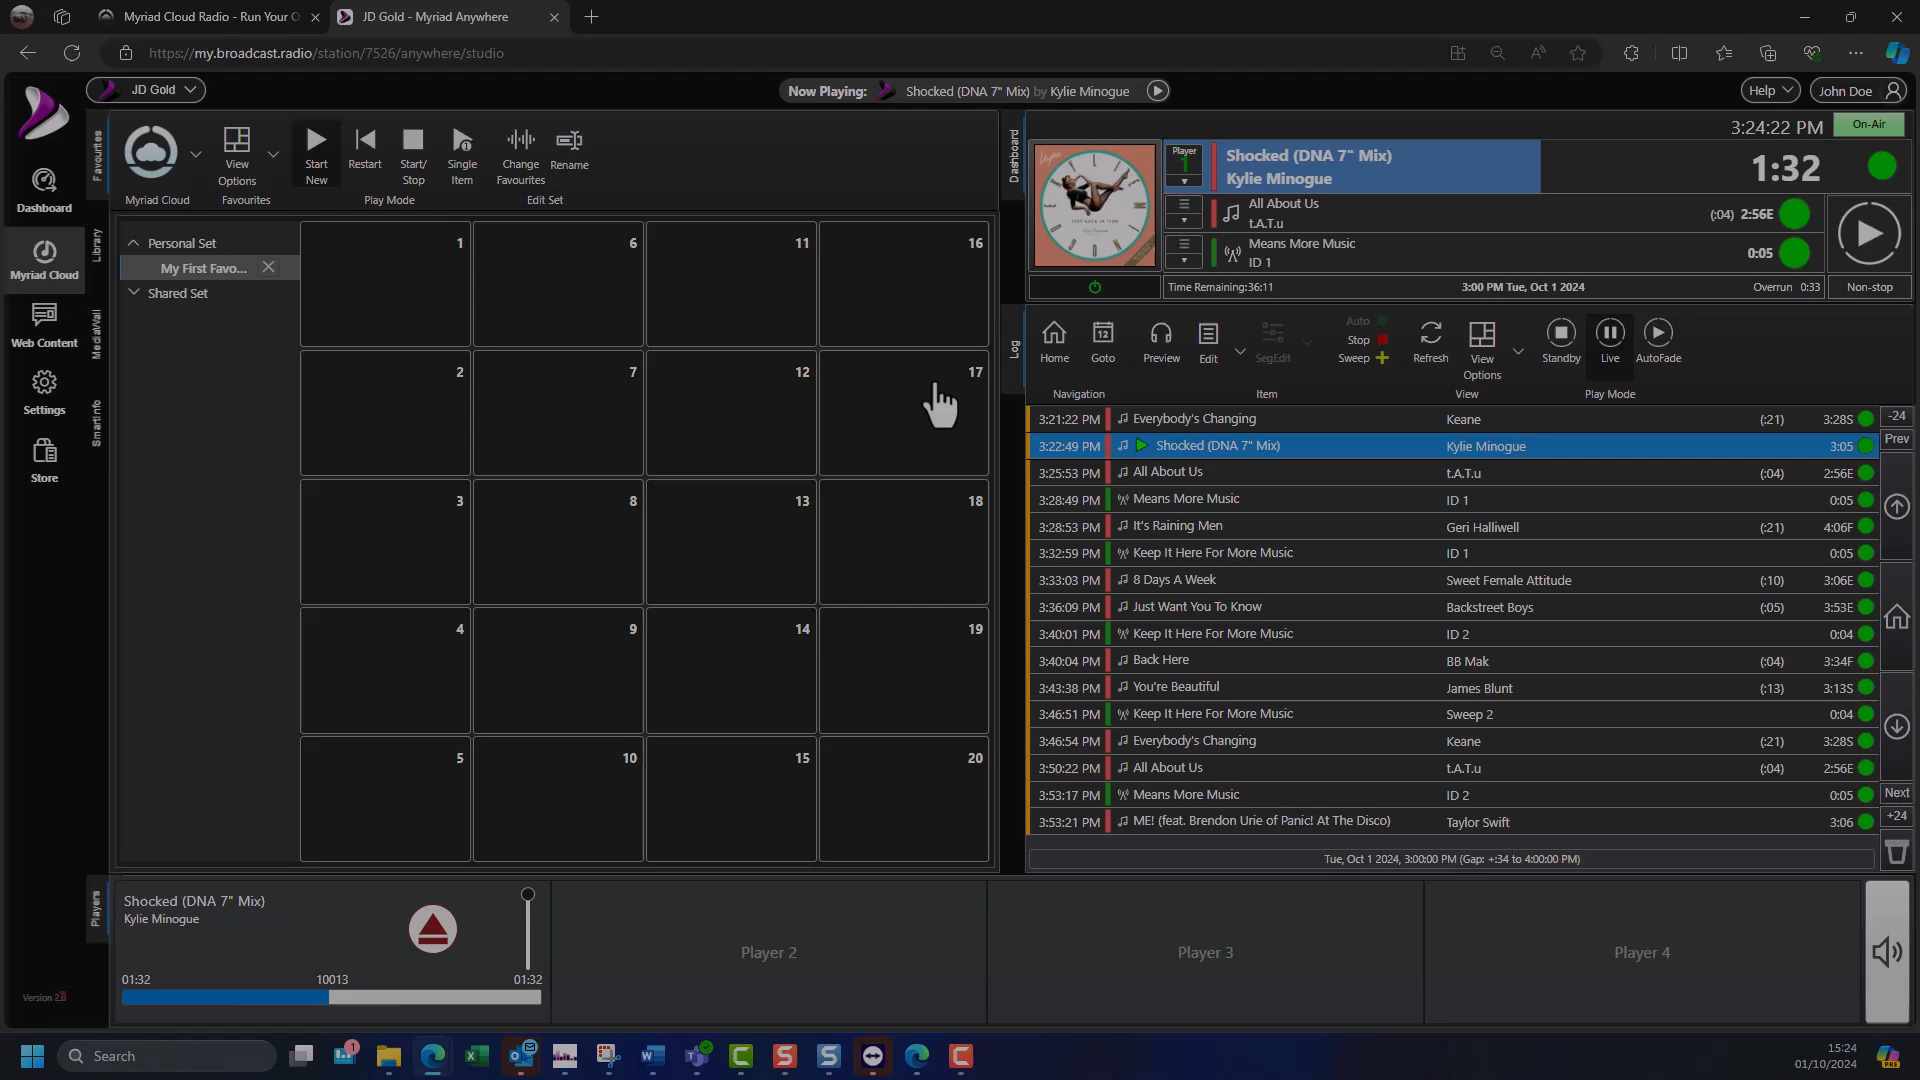 Myriad Cloud Radio - Run Your O
JD Gold - Myriad Anywhere
https://my.broadcast.radio/station/7526/anywhere/studio
JD Gold
Now Playing: Shocked (DNA 7" Mix) by Kylie Minogue
Help
John Doe
Dashboard
Myriad Cloud
Web Content
Settings
Store
Version 2.
Favourites
Library
MediaWall
SmartInfo
Players
Myriad Cloud
View Options
Favourites
Start New
Restart
Start/ Stop
Single Item
Play Mode
Change Favourites
Rename
Edit Set
Personal Set
My First Favo...
Shared Set
1 6 11 16
2 7 12 17
3 8 13 18
4 9 14 19
5 10 15 20
Dashboard
3:24:22 PM On-Air
Player 1
Shocked (DNA 7" Mix)
Kylie Minogue
1:32
All About Us
t.A.T.u
(:04) 2:56E
Means More Music
ID 1
0:05
Time Remaining:36:11 3:00 PM Tue, Oct 1 2024 Overrun 0:33 Non-stop
Log
Home
Goto
Navigation
Preview
Edit
SegEdit
Auto
Stop
Sweep
Item
Refresh
View Options
View
Standby
Live
AutoFade
Play Mode
3:21:22 PM Everybody's Changing Keane (:21) 3:28S
3:22:49 PM Shocked (DNA 7" Mix) Kylie Minogue 3:05
3:25:53 PM All About Us t.A.T.u (:04) 2:56E
3:28:49 PM Means More Music ID 1 0:05
3:28:53 PM It's Raining Men Geri Halliwell (:21) 4:06F
3:32:59 PM Keep It Here For More Music ID 1 0:05
3:33:03 PM 8 Days A Week Sweet Female Attitude (:10) 3:06E
3:36:09 PM Just Want You To Know Backstreet Boys (:05) 3:53E
3:40:01 PM Keep It Here For More Music ID 2 0:04
3:40:04 PM Back Here BB Mak (:04) 3:34F
3:43:38 PM You're Beautiful James Blunt (:13) 3:13S
3:46:51 PM Keep It Here For More Music Sweep 2 0:04
3:46:54 PM Everybody's Changing Keane (:21) 3:28S
3:50:22 PM All About Us t.A.T.u (:04) 2:56E
3:53:17 PM Means More Music ID 2 0:05
3:53:21 PM ME! (feat. Brendon Urie of Panic! At The Disco) Taylor Swift 3:06
-24
Prev
Next
+24
Tue, Oct 1 2024, 3:00:00 PM (Gap: +:34 to 4:00:00 PM)
Shocked (DNA 7" Mix)
Kylie Minogue
01:32 10013 01:32
Player 2
Player 3
Player 4
Search
15:24
01/10/2024